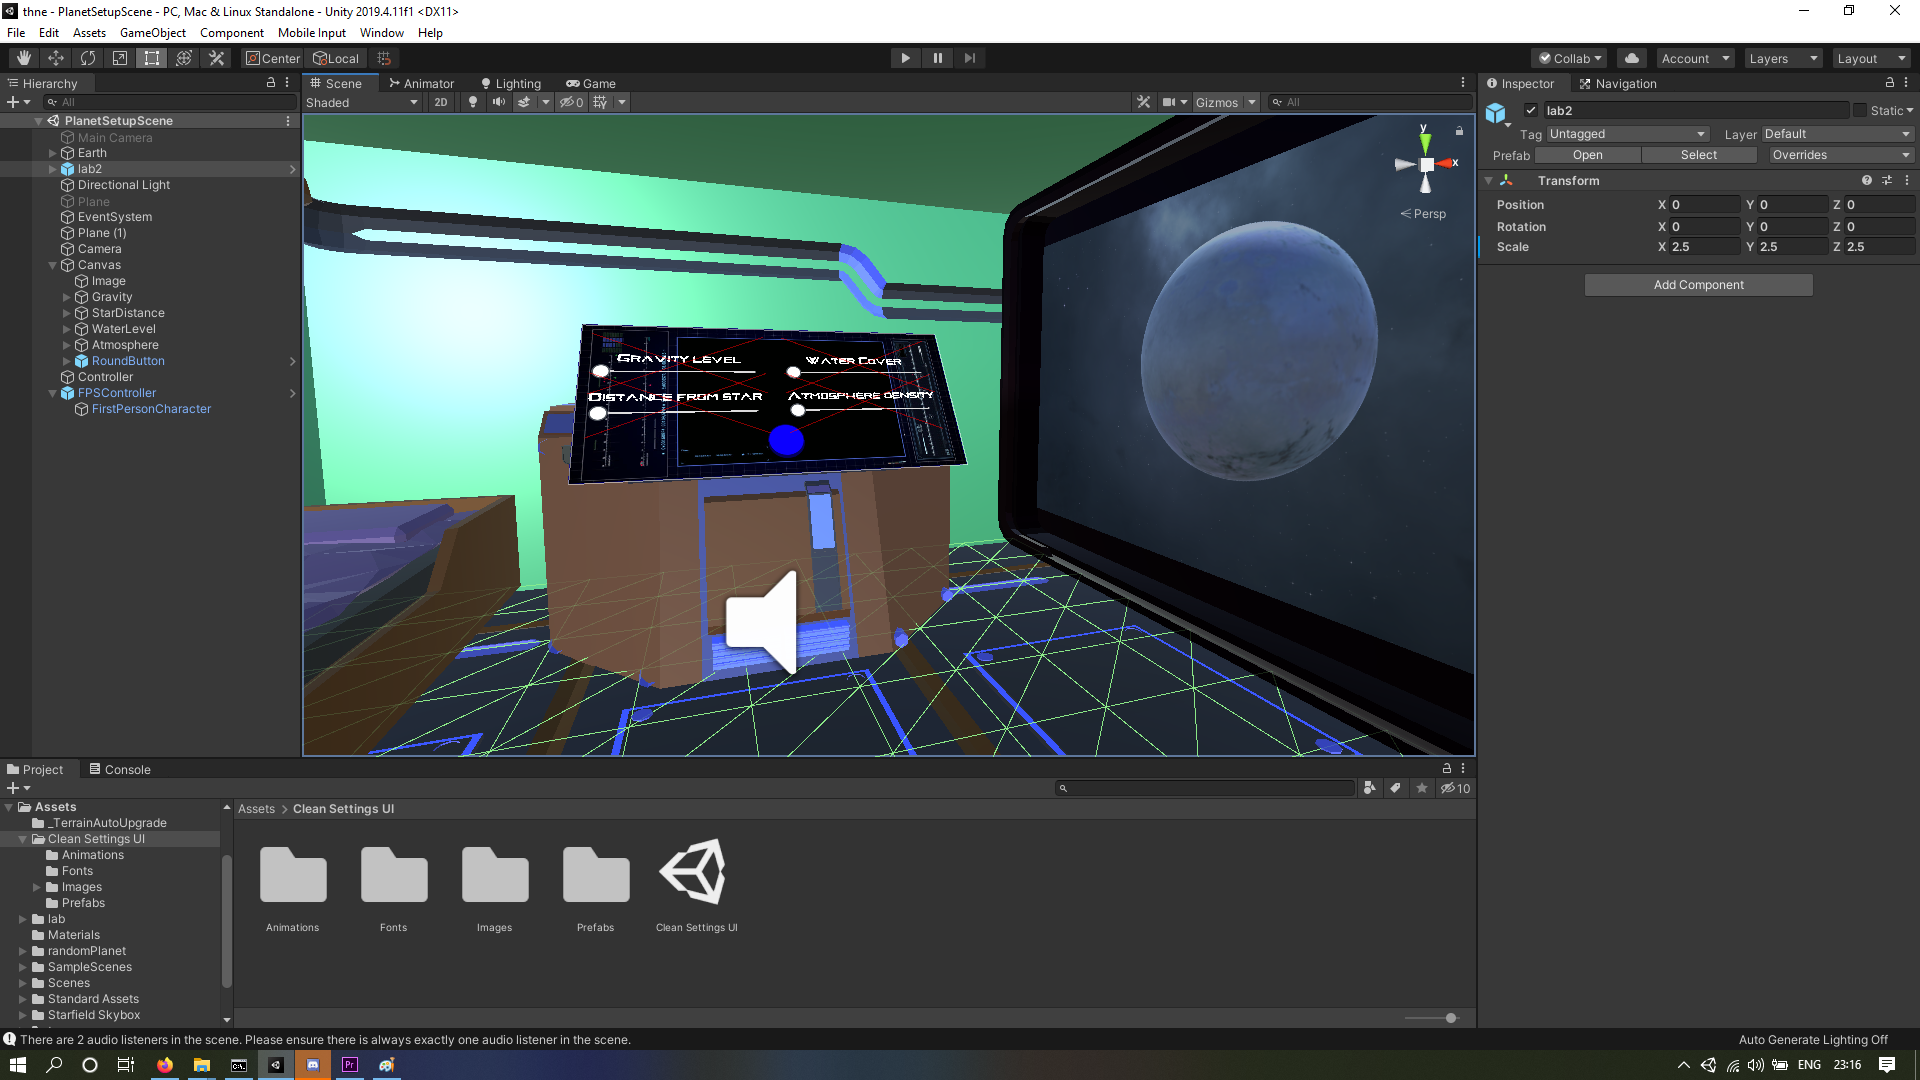 thne - PlanetSetupScene - PC, Mac & Linux Standalone - Unity 2019.4.11f1 <DX11>
File Edit Assets GameObject Component Mobile Input Window Help
Center Local Collab Account Layers Layout
Hierarchy
All
PlanetSetupScene
Main Camera
Earth
lab2
Directional Light
Plane
EventSystem
Plane (1)
Camera
Canvas
Image
Gravity
StarDistance
WaterLevel
Atmosphere
RoundButton
Controller
FPSController
FirstPersonCharacter
Scene Animator Lighting Game
Shaded 2D 0 Gizmos All
y
x
Persp
Gravity level
Water Cover
Distance from star
Atmosphere density
Inspector Navigation
lab2 Static
Tag Untagged Layer Default
Prefab Open Select Overrides
Transform
Position X 0 Y 0 Z 0
Rotation X 0 Y 0 Z 0
Scale X 2.5 Y 2.5 Z 2.5
Add Component
Project Console
10
Assets
_TerrainAutoUpgrade
Clean Settings UI
Animations
Fonts
Images
Prefabs
lab
Materials
randomPlanet
SampleScenes
Scenes
Standard Assets
Starfield Skybox
Assets > Clean Settings UI
Animations Fonts Images Prefabs Clean Settings UI
There are 2 audio listeners in the scene. Please ensure there is always exactly one audio listener in the scene.
Auto Generate Lighting Off
Pr
ENG 23:16